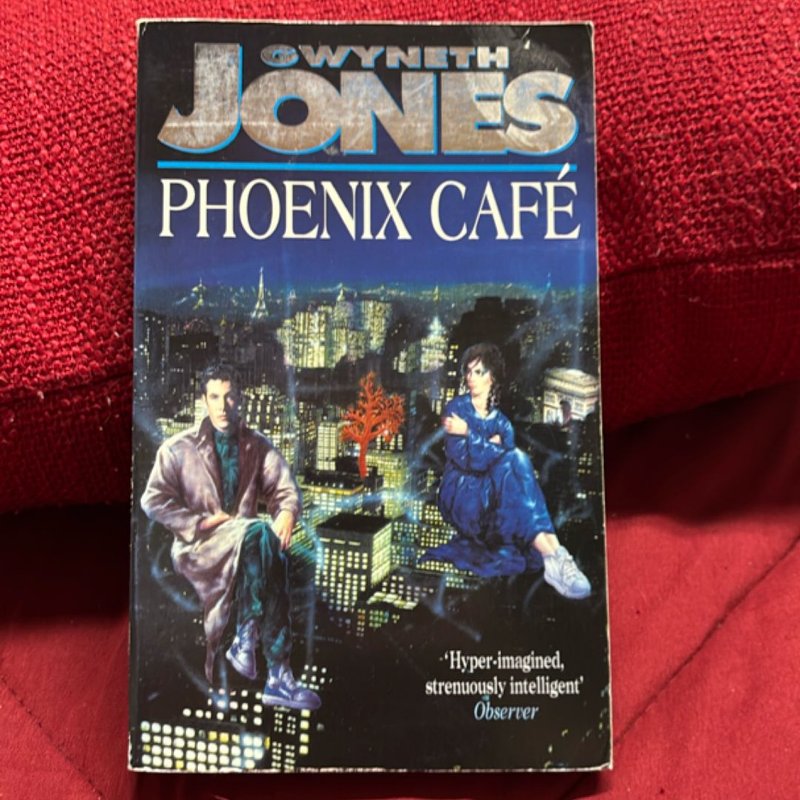 GWYNETH
JONES
PHOENIX CAFÉ
'Hyper-imagined,
strenuously intelligent'
Observer